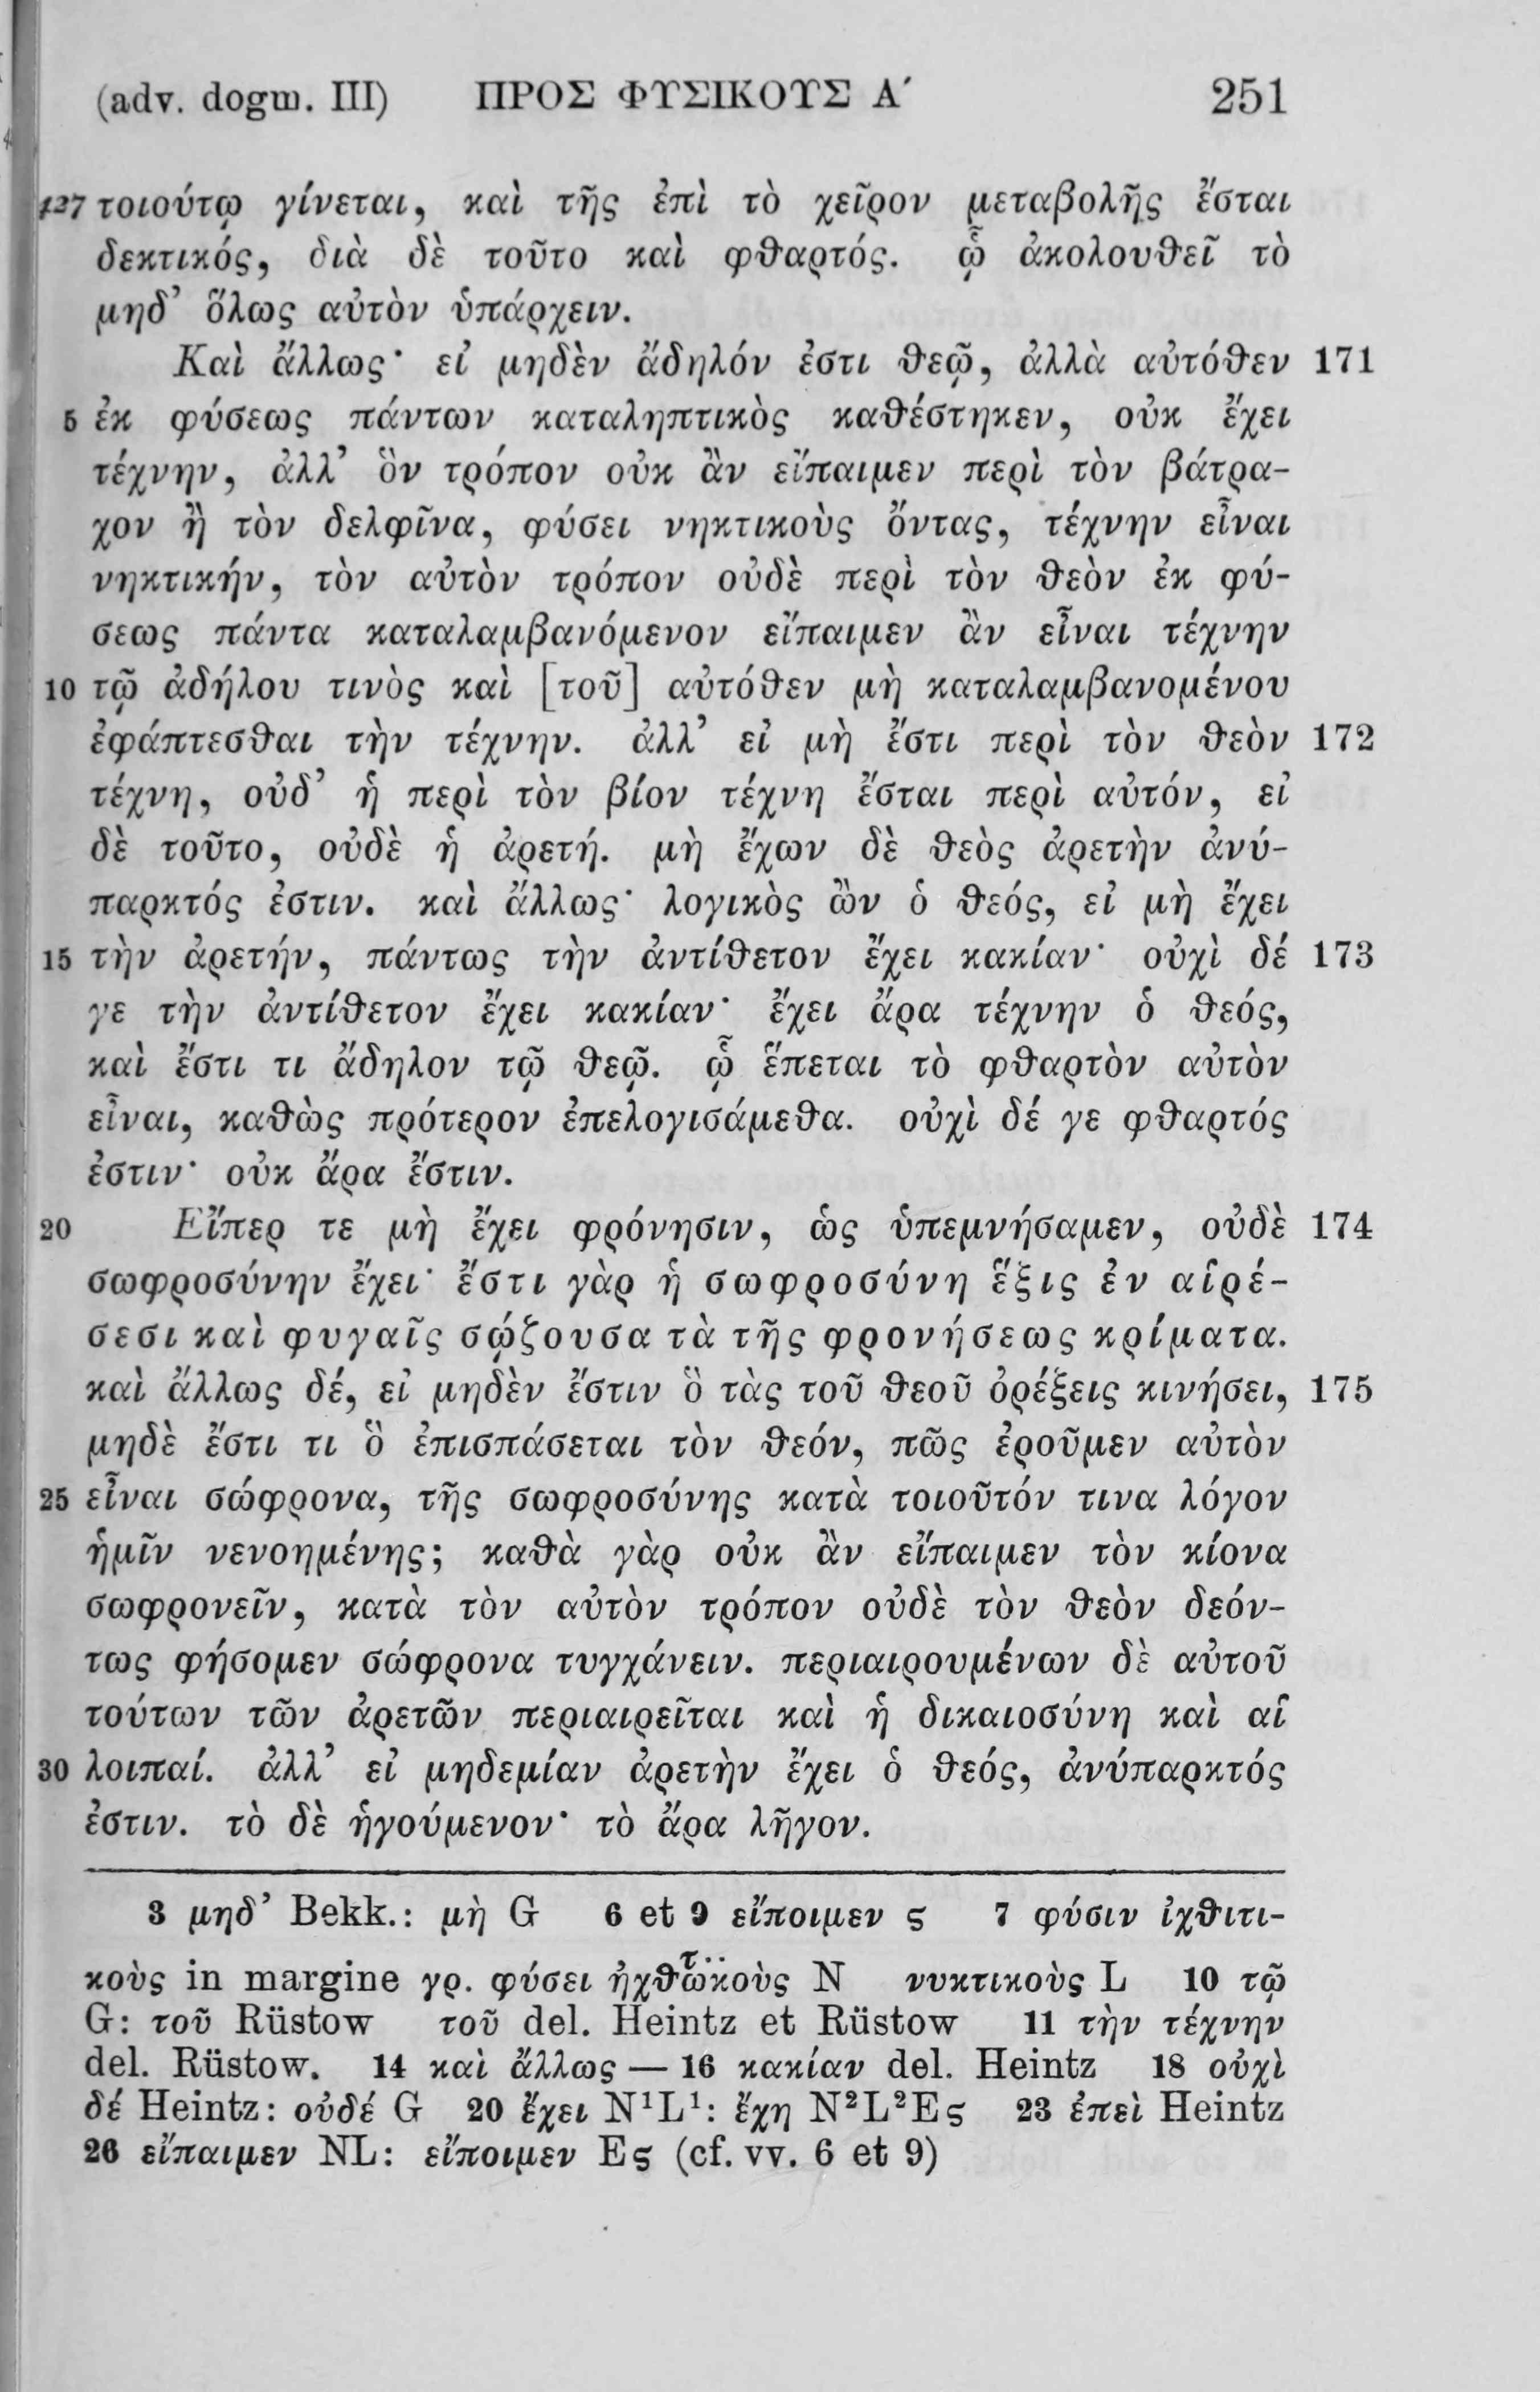 (adv. dogm. III) ΠΡΟΣ ΦΥΣΙΚΟΥΣ Α΄ 251
427 τοιούτῳ γίνεται, καὶ τῆς ἐπὶ τὸ χεῖρον μεταβολῆς ἔσται
δεκτικός, διὰ δὲ τοῦτο καὶ φθαρτός. ᾧ ἀκολουθεῖ τὸ
μηδ’ ὅλως αὐτὸν ὑπάρχειν.
Καὶ ἄλλως· εἰ μηδὲν ἄδηλόν ἐστι θεῷ, ἀλλὰ αὐτόθεν 171
5 ἐκ φύσεως πάντων καταληπτικὸς καθέστηκεν, οὐκ ἔχει
τέχνην, ἀλλ’ ὃν τρόπον οὐκ ἂν εἴπαιμεν περὶ τὸν βάτρα-
χον ἢ τὸν δελφῖνα, φύσει νηκτικοὺς ὄντας, τέχνην εἶναι
νηκτικήν, τὸν αὐτὸν τρόπον οὐδὲ περὶ τὸν θεὸν ἐκ φύ-
σεως πάντα καταλαμβανόμενον εἴπαιμεν ἂν εἶναι τέχνην
10 τῷ ἀδήλου τινὸς καὶ [τοῦ] αὐτόθεν μὴ καταλαμβανομένου
ἐφάπτεσθαι τὴν τέχνην. ἀλλ’ εἰ μὴ ἔστι περὶ τὸν θεὸν 172
τέχνη, οὐδ’ ἡ περὶ τὸν βίον τέχνη ἔσται περὶ αὐτόν, εἰ
δὲ τοῦτο, οὐδὲ ἡ ἀρετή. μὴ ἔχων δὲ θεὸς ἀρετὴν ἀνύ-
παρκτός ἐστιν. καὶ ἄλλως· λογικὸς ὢν ὁ θεός, εἰ μὴ ἔχει
15 τὴν ἀρετήν, πάντως τὴν ἀντίθετον ἔχει κακίαν· οὐχὶ δέ 173
γε τὴν ἀντίθετον ἔχει κακίαν· ἔχει ἄρα τέχνην ὁ θεός,
καὶ ἔστι τι ἄδηλον τῷ θεῷ. ᾧ ἕπεται τὸ φθαρτὸν αὐτὸν
εἶναι, καθὼς πρότερον ἐπελογισάμεθα. οὐχὶ δέ γε φθαρτός
ἐστιν· οὐκ ἄρα ἔστιν.
20 Εἴπερ τε μὴ ἔχει φρόνησιν, ὡς ὑπεμνήσαμεν, οὐδὲ 174
σωφροσύνην ἔχει· ἔστι γὰρ ἡ σωφροσύνη ἕξις ἐν αἱρέ-
σεσι καὶ φυγαῖς σῴζουσα τὰ τῆς φρονήσεως κρίματα.
καὶ ἄλλως δέ, εἰ μηδὲν ἔστιν ὃ τὰς τοῦ θεοῦ ὀρέξεις κινήσει, 175
μηδὲ ἔστι τι ὃ ἐπισπάσεται τὸν θεόν, πῶς ἐροῦμεν αὐτὸν
25 εἶναι σώφρονα, τῆς σωφροσύνης κατὰ τοιοῦτόν τινα λόγον
ἡμῖν νενοημένης; καθὰ γὰρ οὐκ ἂν εἴπαιμεν τὸν κίονα
σωφρονεῖν, κατὰ τὸν αὐτὸν τρόπον οὐδὲ τὸν θεὸν δεόν-
τως φήσομεν σώφρονα τυγχάνειν. περιαιρουμένων δὲ αὐτοῦ
τούτων τῶν ἀρετῶν περιαιρεῖται καὶ ἡ δικαιοσύνη καὶ αἱ
30 λοιπαί. ἀλλ’ εἰ μηδεμίαν ἀρετὴν ἔχει ὁ θεός, ἀνύπαρκτός
ἐστιν. τὸ δὲ ἡγούμενον· τὸ ἄρα λῆγον.
3 μηδ’ Bekk.: μὴ G 6 et 9 εἴποιμεν ς 7 φύσιν ἰχθιτι-
κοὺς in margine γρ. φύσει N νυκτικοὺς L 10 τῷ
G: τοῦ Rüstow τοῦ del. Heintz et Rüstow 11 τὴν τέχνην
del. Rüstow. 14 καὶ ἄλλως — 16 κακίαν del. Heintz 18 οὐχὶ
δέ Heintz: οὐδέ G 20 ἔχει N¹L¹: ἔχῃ N²L²Eς 23 ἐπεὶ Heintz
26 εἴπαιμεν NL: εἴποιμεν Eς (cf. vv. 6 et 9)